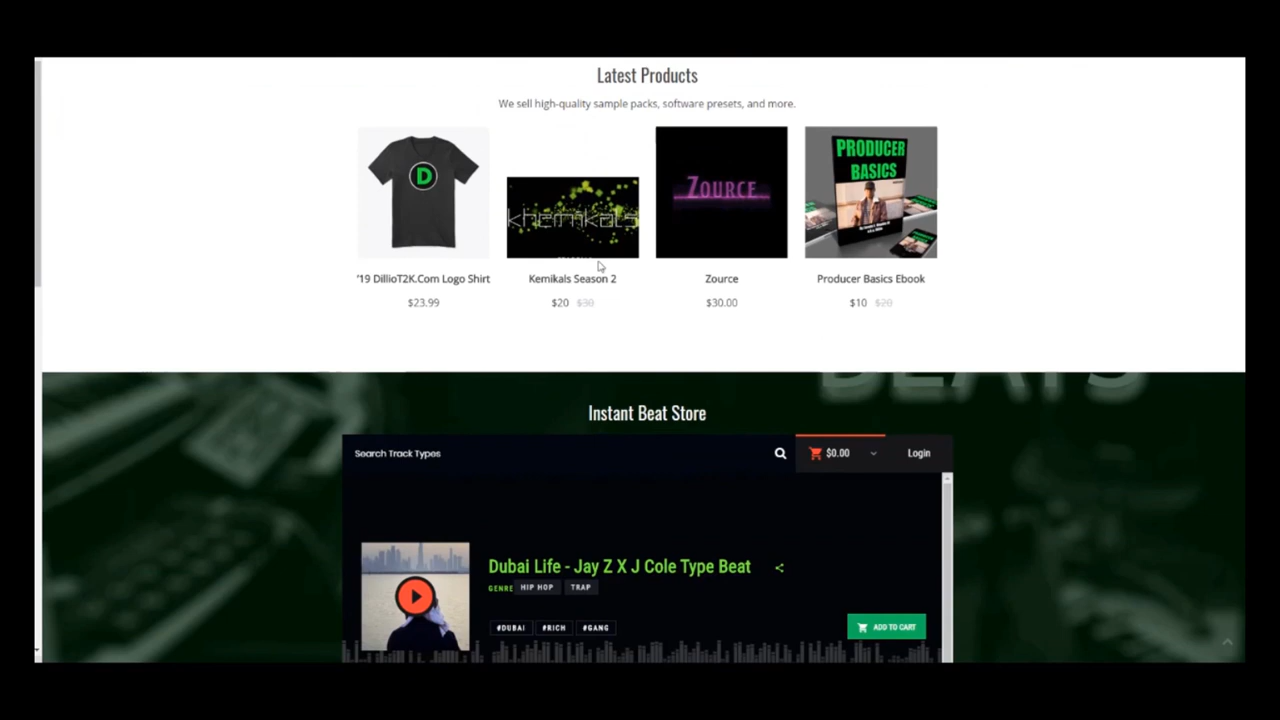 Latest Products
We sell high-quality sample packs, software presets, and more.
D
khemikals
ZOURCE
PRODUCER
BASICS
'19 DillioT2K.Com Logo Shirt
Kemikals Season 2
Zource
Producer Basics Ebook
$23.99
$20 $30
$30.00
$10 $20
BEATS
Instant Beat Store
Search Track Types
$0.00
Login
Dubai Life - Jay Z X J Cole Type Beat
GENRE HIP HOP TRAP
#DUBAI #RICH #GANG
ADD TO CART